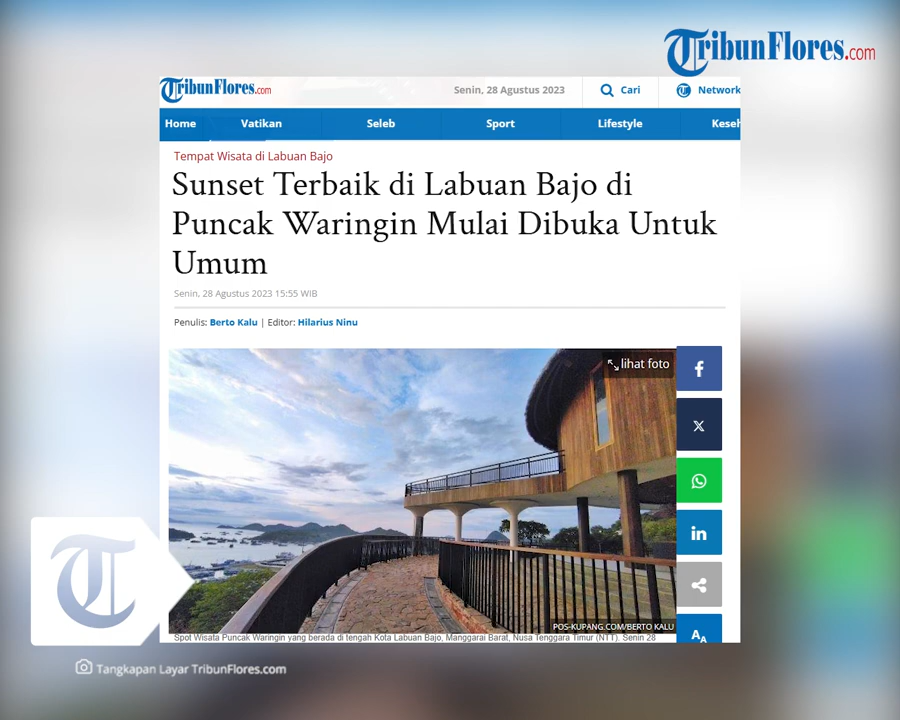 TribunFlores.com
TribunFlores.com
Senin, 28 Agustus 2023
Cari
Network
Home
Vatikan
Seleb
Sport
Lifestyle
Keseh
Tempat Wisata di Labuan Bajo
Sunset Terbaik di Labuan Bajo di
Puncak Waringin Mulai Dibuka Untuk
Umum
Senin, 28 Agustus 2023 15:55 WIB
Penulis: Berto Kalu | Editor: Hilarius Ninu
lihat foto
POS-KUPANG.COM/BERTO KALU
Spot Wisata Puncak Waringin yang berada di tengah Kota Labuan Bajo, Manggarai Barat, Nusa Tenggara Timur (NTT). Senin 28
AA
T
Tangkapan Layar TribunFlores.com